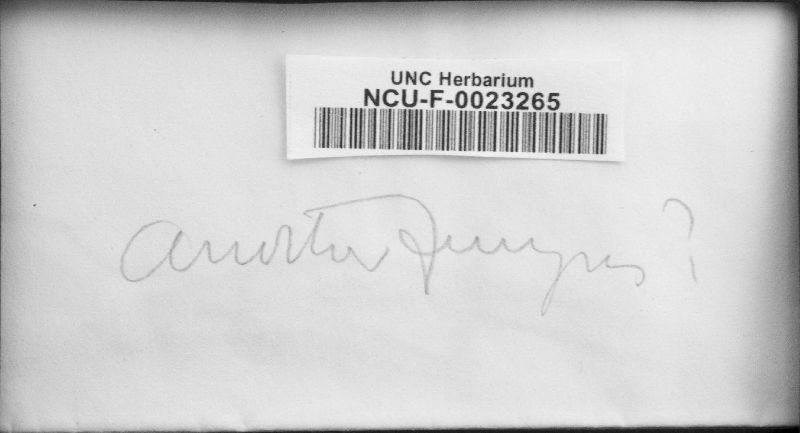 UNC Herbarium
NCU-F-0023265
another fungus?